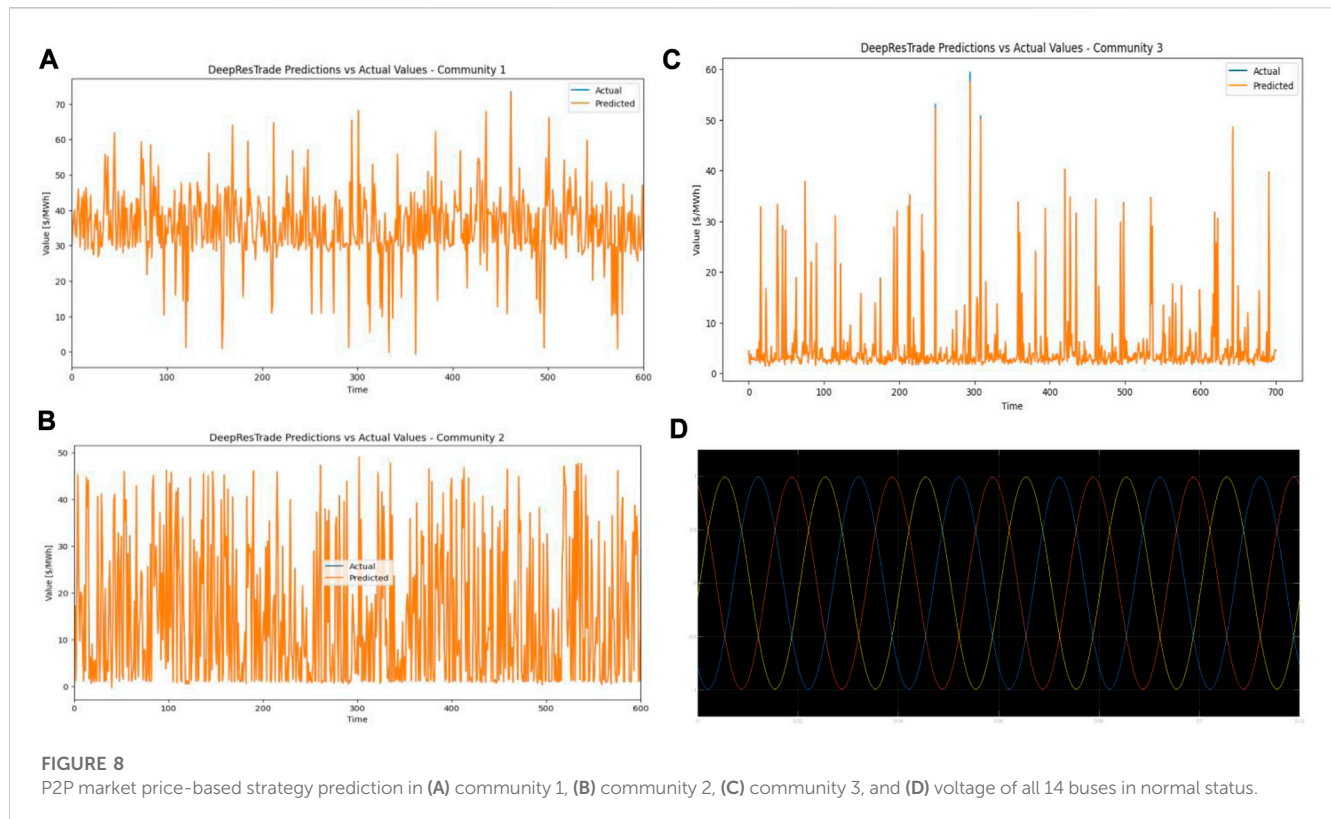 A
DeepResTrade Predictions vs Actual Values - Community 1
Actual
Predicted
Value [$/MWh]
70
60
50
40
30
20
10
0
0 100 200 300 400 500 600
Time
C
DeepResTrade Predictions vs Actual Values - Community 3
Actual
Predicted
Value [$/MWh]
60
50
40
30
20
10
0
0 100 200 300 400 500 600 700
Time
B
DeepResTrade Predictions vs Actual Values - Community 2
Actual
Predicted
Value [$/MWh]
50
40
30
20
10
0
0 100 200 300 400 500 600
Time
D
FIGURE 8
P2P market price-based strategy prediction in (A) community 1, (B) community 2, (C) community 3, and (D) voltage of all 14 buses in normal status.